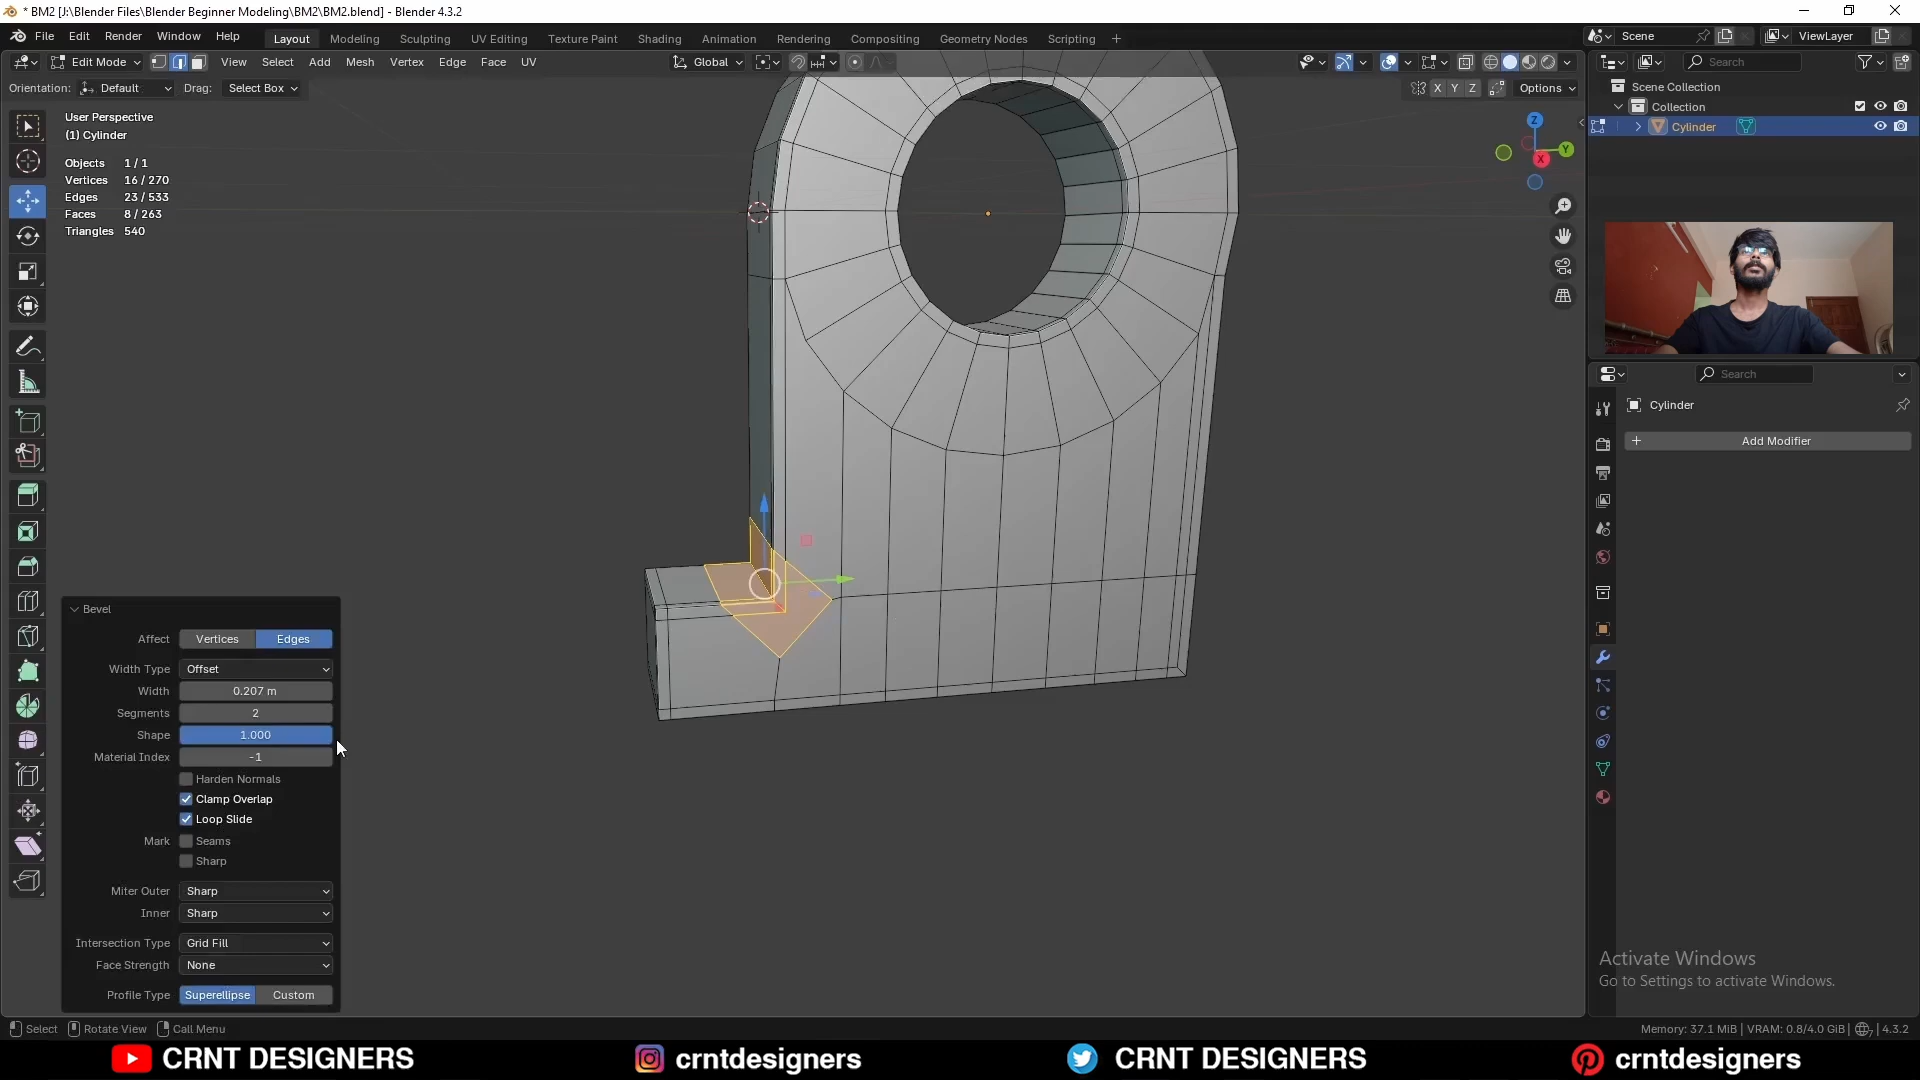 * BM2 [J:\Blender Files\Blender Beginner Modeling\BM2\BM2.blend] - Blender 4.3.2
File Edit Render Window Help Layout Modeling Sculpting UV Editing Texture Paint Shading Animation Rendering Compositing Geometry Nodes Scripting + Scene ViewLayer
Edit Mode View Select Add Mesh Vertex Edge Face UV Global Search
Orientation: Default Drag: Select Box X Y Z Options
Scene Collection
Collection
Cylinder
User Perspective
(1) Cylinder
Objects 1 / 1
Vertices 16 / 270
Edges 23 / 533
Faces 8 / 263
Triangles 540
Z
Y
X
Search
Cylinder
+ Add Modifier
Bevel
Affect Vertices Edges
Width Type Offset
Width 0.207 m
Segments 2
Shape 1.000
Material Index -1
Harden Normals
Clamp Overlap
Loop Slide
Mark Seams
Sharp
Miter Outer Sharp
Inner Sharp
Intersection Type Grid Fill
Face Strength None
Profile Type Superellipse Custom
Activate Windows
Go to Settings to activate Windows.
Select Rotate View Call Menu
Memory: 37.1 MiB | VRAM: 0.8/4.0 GiB | 4.3.2
CRNT DESIGNERS crntdesigners CRNT DESIGNERS crntdesigners